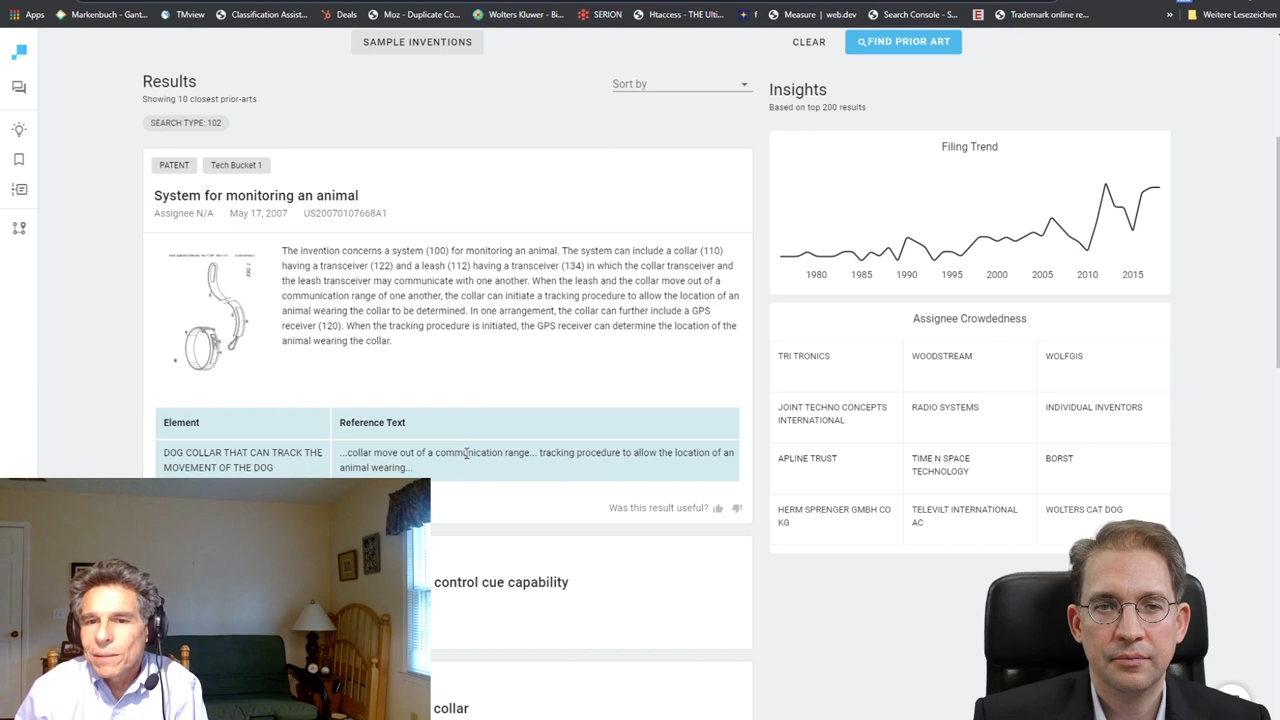 Apps
Markenbuch - Gant...
TMview
Classification Assist...
Deals
Moz - Duplicate Co...
Wolters Kluwer - Bi...
SERION
Htaccess - THE Ulti...
f
Measure | web.dev
Search Console - S...
Trademark online re...
»
Weitere Lesezeichen
SAMPLE INVENTIONS
CLEAR
FIND PRIOR ART
Results
Showing 10 closest prior-arts
Sort by
SEARCH TYPE: 102
PATENT
Tech Bucket 1
System for monitoring an animal
Assignee N/A May 17, 2007 US20070107668A1
The invention concerns a system (100) for monitoring an animal. The system can include a collar (110)
having a transceiver (122) and a leash (112) having a transceiver (134) in which the collar transceiver and
the leash transceiver may communicate with one another. When the leash and the collar move out of a
communication range of one another, the collar can initiate a tracking procedure to allow the location of an
animal wearing the collar to be determined. In one arrangement, the collar can further include a GPS
receiver (120). When the tracking procedure is initiated, the GPS receiver can determine the location of the
animal wearing the collar.
Element
Reference Text
DOG COLLAR THAT CAN TRACK THE
MOVEMENT OF THE DOG
...collar move out of a communication range... tracking procedure to allow the location of an
animal wearing...
Was this result useful?
control cue capability
collar
Insights
Based on top 200 results
Filing Trend
1980 1985 1990 1995 2000 2005 2010 2015
Assignee Crowdedness
TRI TRONICS
WOODSTREAM
WOLFGIS
JOINT TECHNO CONCEPTS
INTERNATIONAL
RADIO SYSTEMS
INDIVIDUAL INVENTORS
APLINE TRUST
TIME N SPACE
TECHNOLOGY
BORST
HERM SPRENGER GMBH CO
KG
TELEVILT INTERNATIONAL
AC
WOLTERS CAT DOG